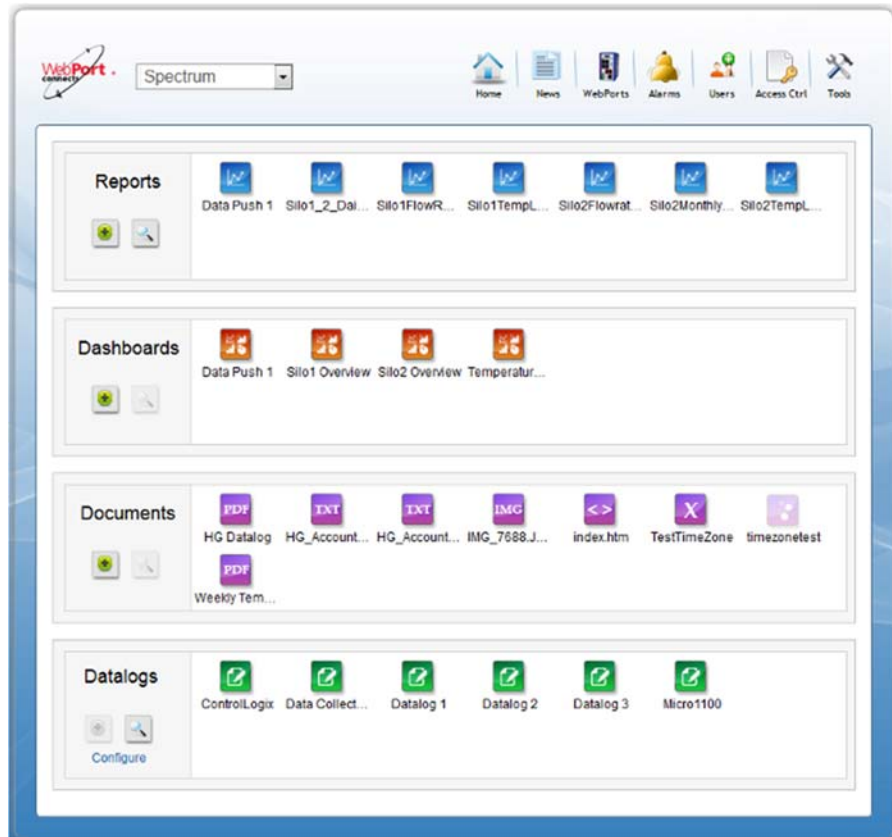 WebPort.
connects
Spectrum
Home News WebPorts Alarms Users Access Ctrl Tools
Reports
Data Push 1 Silo1_2_Dai... Silo1FlowR... Silo1TempL... Silo2Flowrat... Silo2Monthly... Silo2TempL...
Dashboards
Data Push 1 Silo1 Overview Silo2 Overview Temperatur...
Documents
PDF TXT TXT IMG < > X
HG Datalog HG_Account... HG_Account... IMG_7688.J... index.htm TestTimeZone timezonetest
PDF
Weekly Tem...
Datalogs
ControlLogix Data Collect... Datalog 1 Datalog 2 Datalog 3 Micro1100
Configure